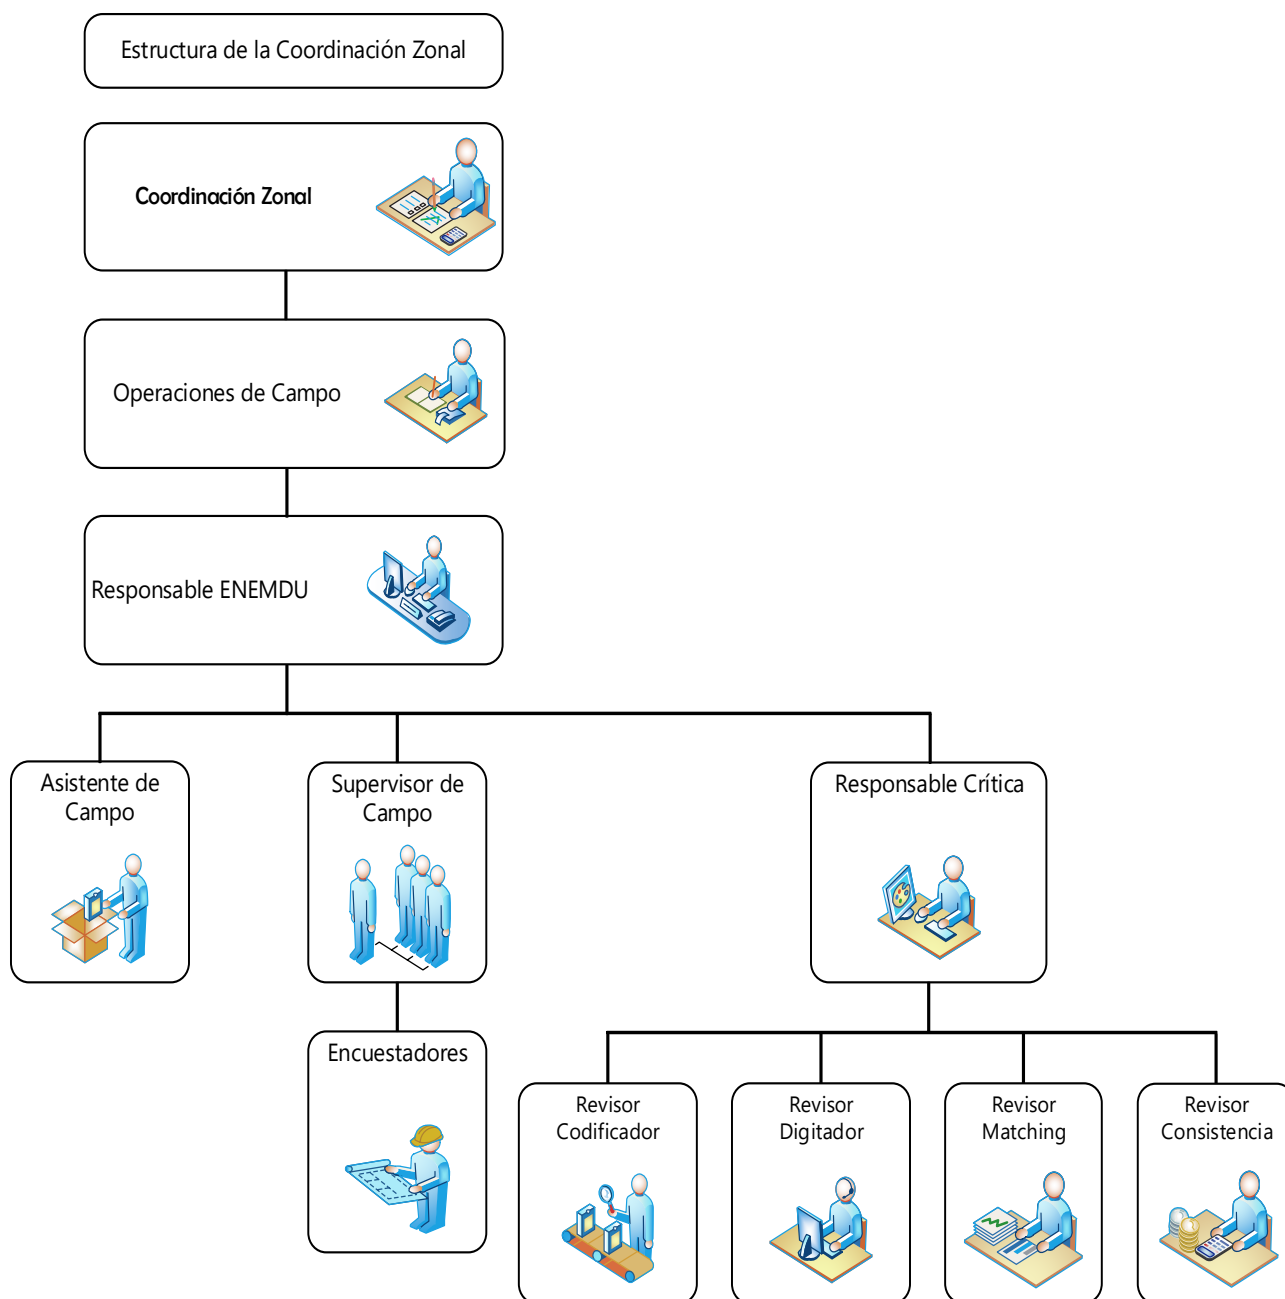 Estructura de la Coordinación Zonal
Coordinación Zonal
Operaciones de Campo
Responsable ENEMDU
Asistente de
Campo
Supervisor de
Campo
Responsable Crítica
Encuestadores
Revisor
Codificador
Revisor
Digitador
Revisor
Matching
Revisor
Consistencia